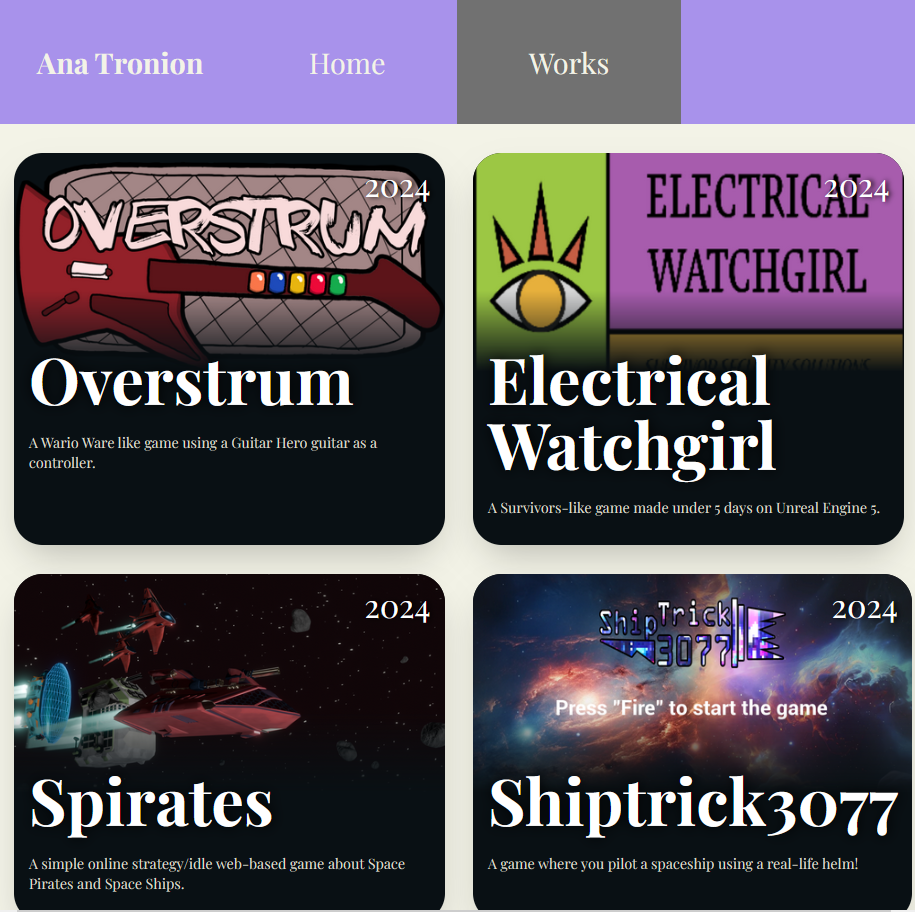 Ana Tronion
Home
Works
2024
OVERSTRUM
Overstrum
A Wario Ware like game using a Guitar Hero guitar as a
controller.
2024
ELECTRICAL
WATCHGIRL
Electrical
Watchgirl
A Survivors-like game made under 5 days on Unreal Engine 5.
2024
Spirates
A simple online strategy/idle web-based game about Space
Pirates and Space Ships.
2024
ShipTrick
3077
Press "Fire" to start the game
Shiptrick3077
A game where you pilot a spaceship using a real-life helm!